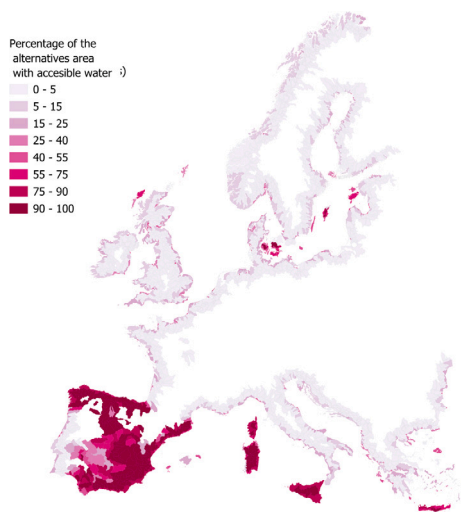 Percentage of the
alternatives area
with accesible water
0 - 5
5 - 15
15 - 25
25 - 40
40 - 55
55 - 75
75 - 90
90 - 100